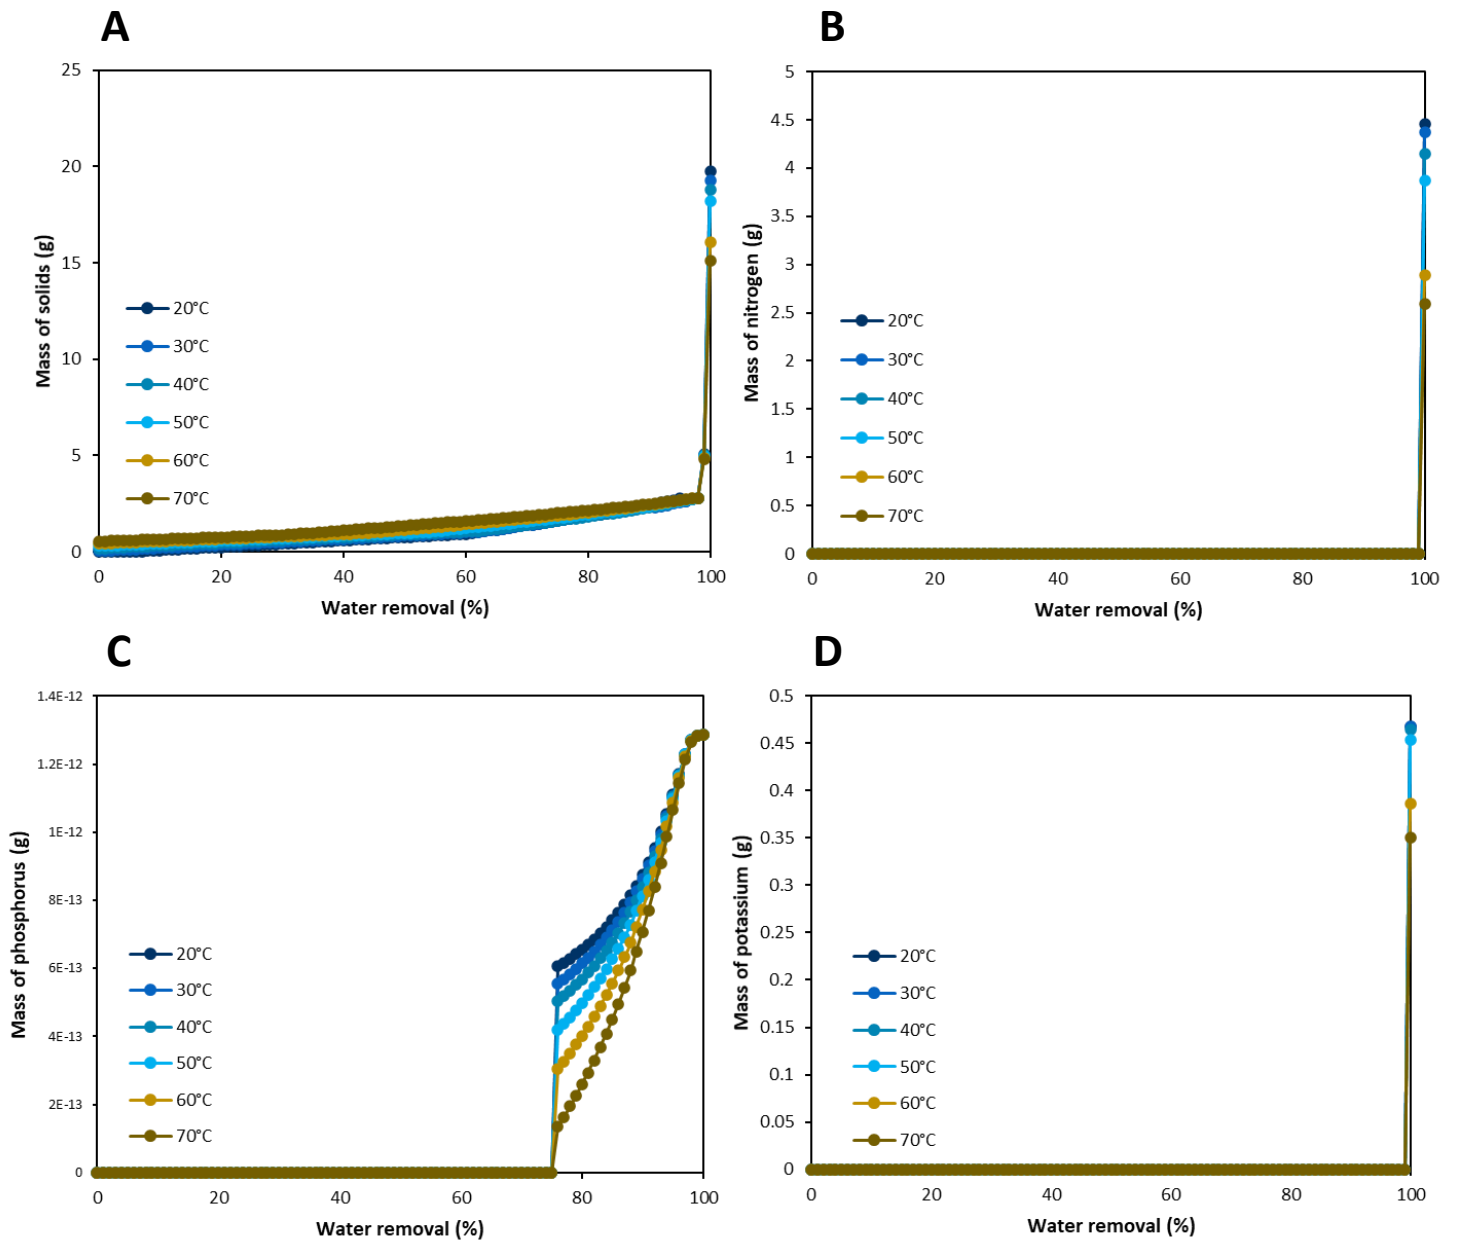 A
25
20
15
10
5
0
Mass of solids (g)
20°C
30°C
40°C
50°C
60°C
70°C
0 20 40 60 80 100
Water removal (%)
B
5
4.5
4
3.5
3
2.5
2
1.5
1
0.5
0
Mass of nitrogen (g)
20°C
30°C
40°C
50°C
60°C
70°C
0 20 40 60 80 100
Water removal (%)
C
1.4E-12
1.2E-12
1E-12
8E-13
6E-13
4E-13
2E-13
0
Mass of phosphorus (g)
20°C
30°C
40°C
50°C
60°C
70°C
0 20 40 60 80 100
Water removal (%)
D
0.5
0.45
0.4
0.35
0.3
0.25
0.2
0.15
0.1
0.05
0
Mass of potassium (g)
20°C
30°C
40°C
50°C
60°C
70°C
0 20 40 60 80 100
Water removal (%)